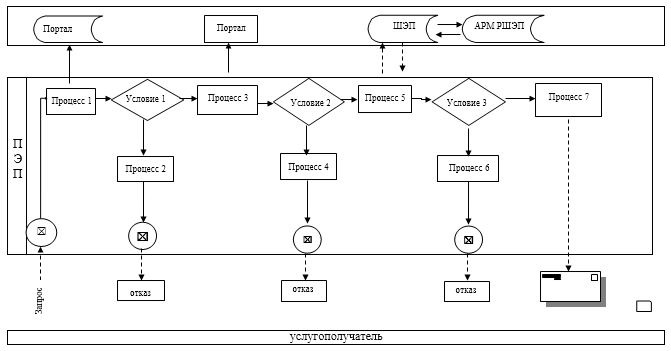 Портал
Портал
ШЭП
АРМ РШЭП
П
Э
П
Процесс 1
Условие 1
Процесс 3
Условие 2
Процесс 5
Условие 3
Процесс 7
Процесс 2
Процесс 4
Процесс 6
Запрос
отказ
отказ
отказ
услугополучатель